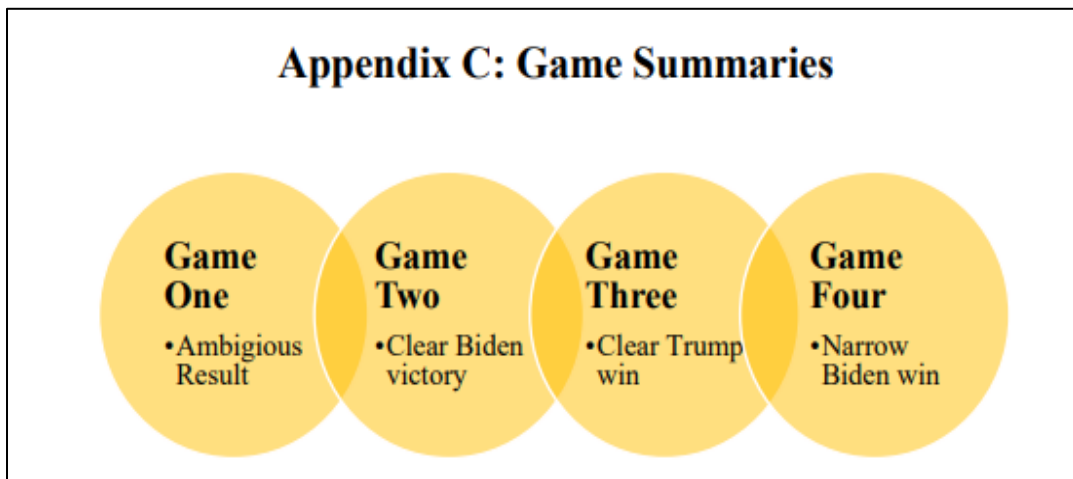 Appendix C: Game Summaries
Game
One
•Ambigious
Result
Game
Two
•Clear Biden
victory
Game
Three
•Clear Trump
win
Game
Four
•Narrow
Biden win